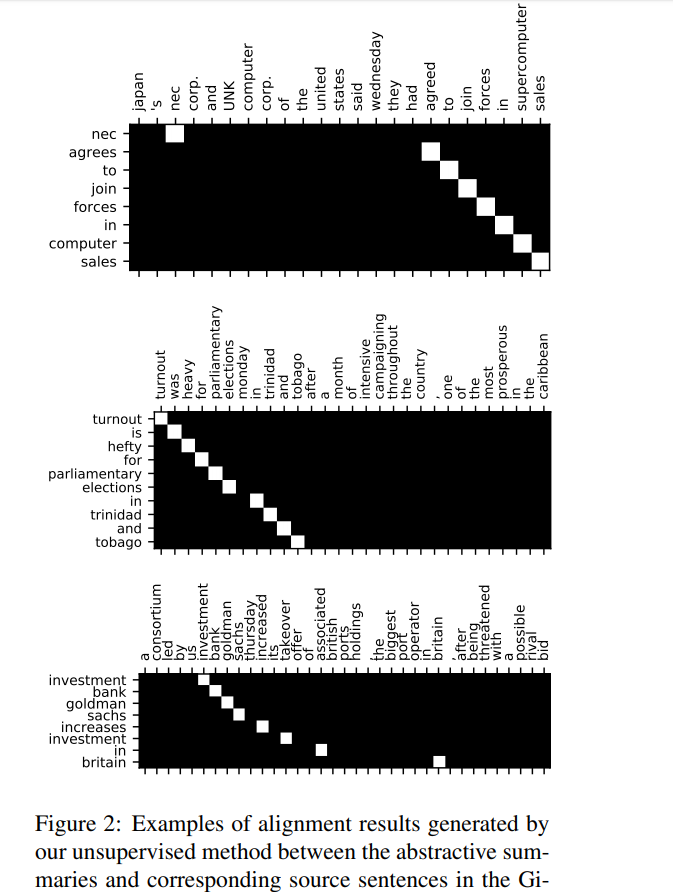 japan
's
nec
corp.
and
UNK
computer
corp.
of
the
united
states
said
wednesday
they
had
agreed
to
join
forces
in
supercomputer
sales
nec
agrees
to
join
forces
in
computer
sales
turnout
was
heavy
for
parliamentary
elections
monday
in
trinidad
and
tobago
after
a
month
of
intensive
campaigning
throughout
the
country
,
one
of
the
most
prosperous
in
the
caribbean
turnout
is
hefty
for
parliamentary
elections
in
trinidad
and
tobago
a
consortium
led
by
us
investment
bank
goldman
sachs
thursday
increased
its
takeover
offer
of
associated
british
ports
holdings
,
the
biggest
port
operator
in
britain
,
after
being
threatened
with
a
possible
rival
bid
investment
bank
goldman
sachs
increases
investment
in
britain
Figure 2: Examples of alignment results generated by
our unsupervised method between the abstractive sum-
maries and corresponding source sentences in the Gi-